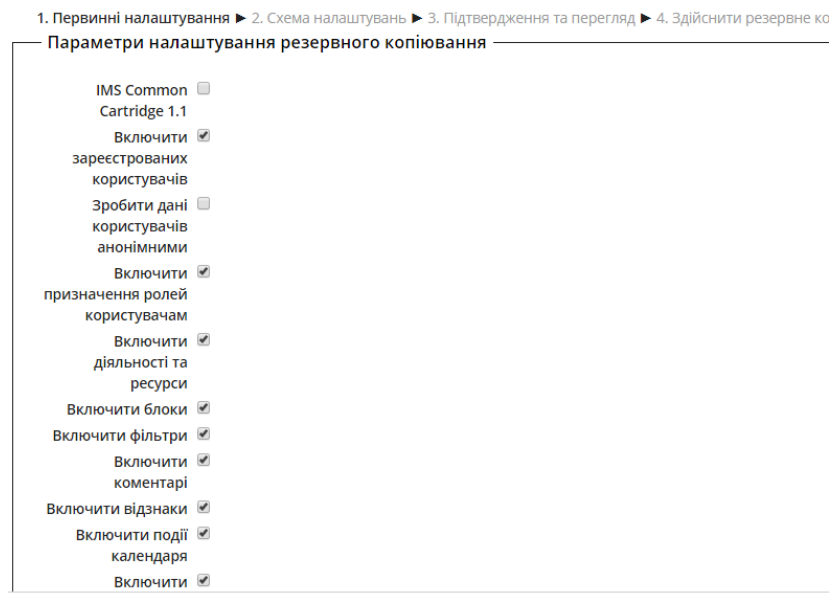 1. Первинні налаштування ► 2. Схема налаштувань ► 3. Підтвердження та перегляд ► 4. Здійснити резервне ко
Параметри налаштування резервного копіювання
IMS Common
Cartridge 1.1
Включити
зареєстрованих
користувачів
Зробити дані
користувачів
анонімними
Включити
призначення ролей
користувачам
Включити
діяльності та
ресурси
Включити блоки
Включити фільтри
Включити
коментарі
Включити відзнаки
Включити події
календаря
Включити